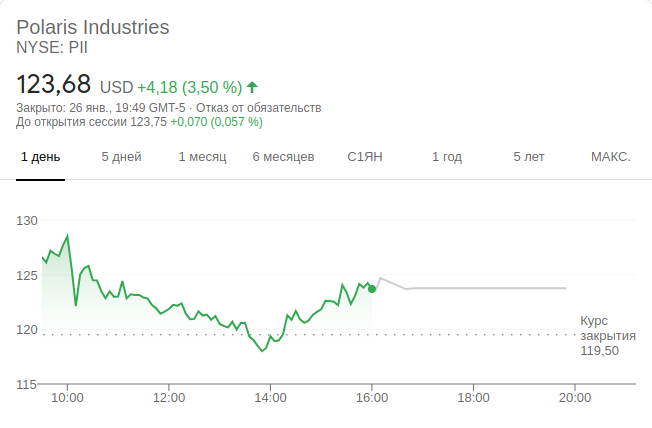 Polaris Industries
NYSE: PII
123,68 USD +4,18 (3,50 %)
Закрыто: 26 янв., 19:49 GMT-5 · Отказ от обязательств
До открытия сессии 123,75 +0,070 (0,057 %)
1 день 5 дней 1 месяц 6 месяцев С1ЯН 1 год 5 лет МАКС.
130
125
120
115
Курс
закрытия
119,50
10:00 12:00 14:00 16:00 18:00 20:00